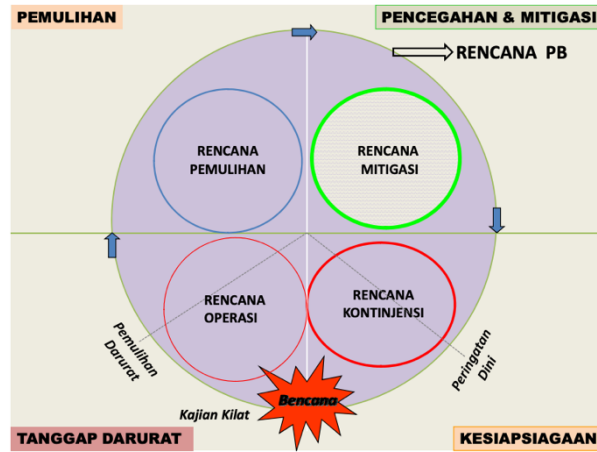 PEMULIHAN
PENCEGAHAN & MITIGASI
RENCANA PB
RENCANA
PEMULIHAN
RENCANA
MITIGASI
RENCANA
OPERASI
RENCANA
KONTINJENSI
Pemulihan
Darurat
Peringatan
Dini
Bencana
Kajian Kilat
TANGGAP DARURAT
KESIAPSIAGAAN